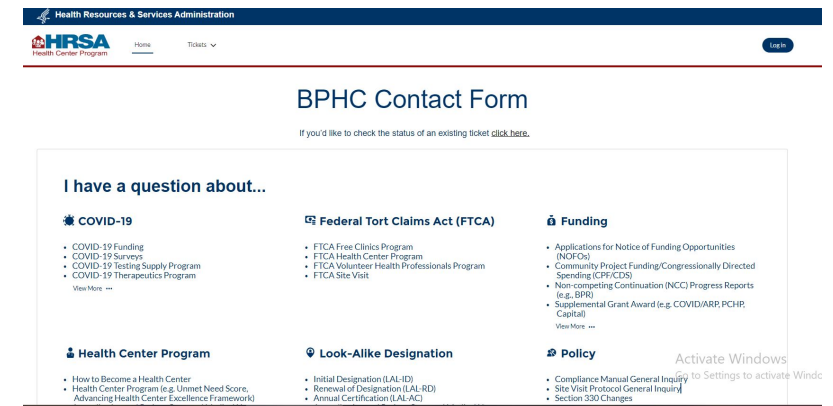 Health Resources & Services Administration
HRSA
Health Center Program
Home
Tickets
Log In
BPHC Contact Form
If you'd like to check the status of an existing ticket click here.
I have a question about...
COVID-19
• COVID-19 Funding
• COVID-19 Surveys
• COVID-19 Testing Supply Program
• COVID-19 Therapeutics Program
View More •••
Federal Tort Claims Act (FTCA)
• FTCA Free Clinics Program
• FTCA Health Center Program
• FTCA Volunteer Health Professionals Program
• FTCA Site Visit
Funding
• Applications for Notice of Funding Opportunities
(NOFOs)
• Community Project Funding/Congressionally Directed
Spending (CPF/CDS)
• Non-competing Continuation (NCC) Progress Reports
(e.g., BPR)
• Supplemental Grant Award (e.g. COVID/ARP, PCHP,
Capital)
View More •••
Health Center Program
• How to Become a Health Center
• Health Center Program (e.g. Unmet Need Score,
Advancing Health Center Excellence Framework)
Look-Alike Designation
• Initial Designation (LAL-ID)
• Renewal of Designation (LAL-RD)
• Annual Certification (LAL-AC)
Policy
• Compliance Manual General Inquiry
• Site Visit Protocol General Inquiry
• Section 330 Changes
Activate Windows
Go to Settings to activate Windo